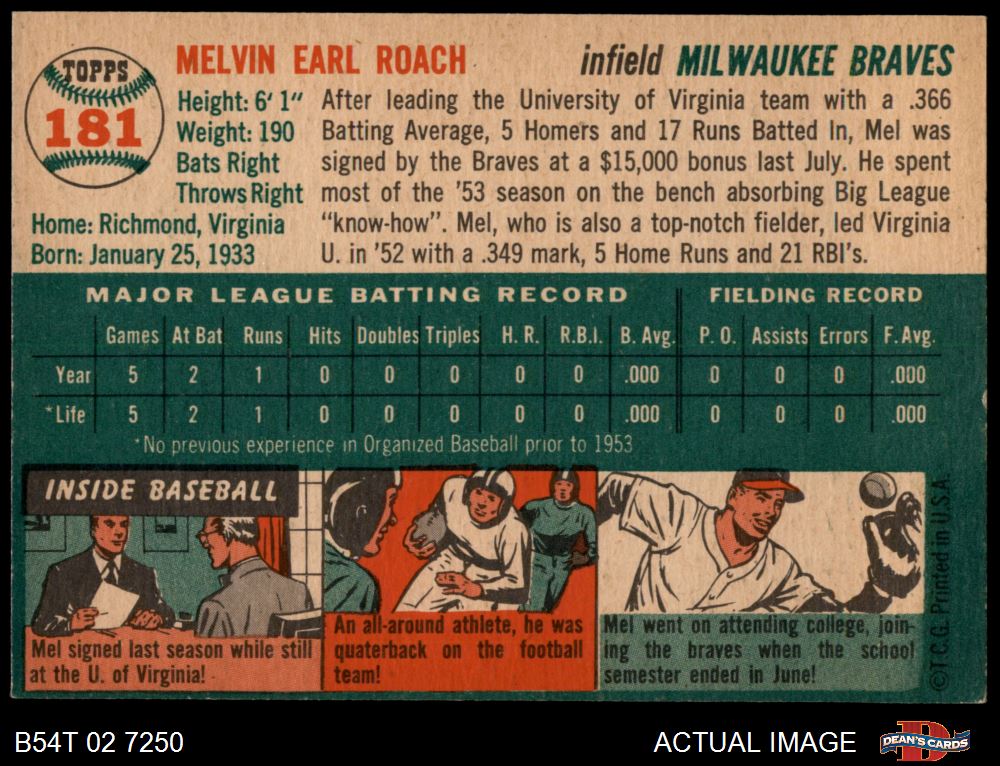 TOPPS
181
MELVIN EARL ROACH
infield MILWAUKEE BRAVES
Height: 6' 1"
Weight: 190
Bats Right
Throws Right
Home: Richmond, Virginia
Born: January 25, 1933
After leading the University of Virginia team with a .366
Batting Average, 5 Homers and 17 Runs Batted In, Mel was
signed by the Braves at a $15,000 bonus last July. He spent
most of the '53 season on the bench absorbing Big League
"know-how". Mel, who is also a top-notch fielder, led Virginia
U. in '52 with a .349 mark, 5 Home Runs and 21 RBI's.
MAJOR LEAGUE BATTING RECORD FIELDING RECORD
Games At Bat Runs Hits Doubles Triples H. R. R.B.I. B. Avg. P. O. Assists Errors F. Avg.
Year 5 2 1 0 0 0 0 0 .000 0 0 0 .000
*Life 5 2 1 0 0 0 0 0 .000 0 0 0 .000
*No previous experience in Organized Baseball prior to 1953
INSIDE BASEBALL
Mel signed last season while still
at the U. of Virginia!
An all-around athlete, he was
quaterback on the football
team!
Mel went on attending college, join-
ing the braves when the school
semester ended in June!
©T.C.G. Printed in U.S.A.
B54T 02 7250
ACTUAL IMAGE
D
DEAN'S CARDS